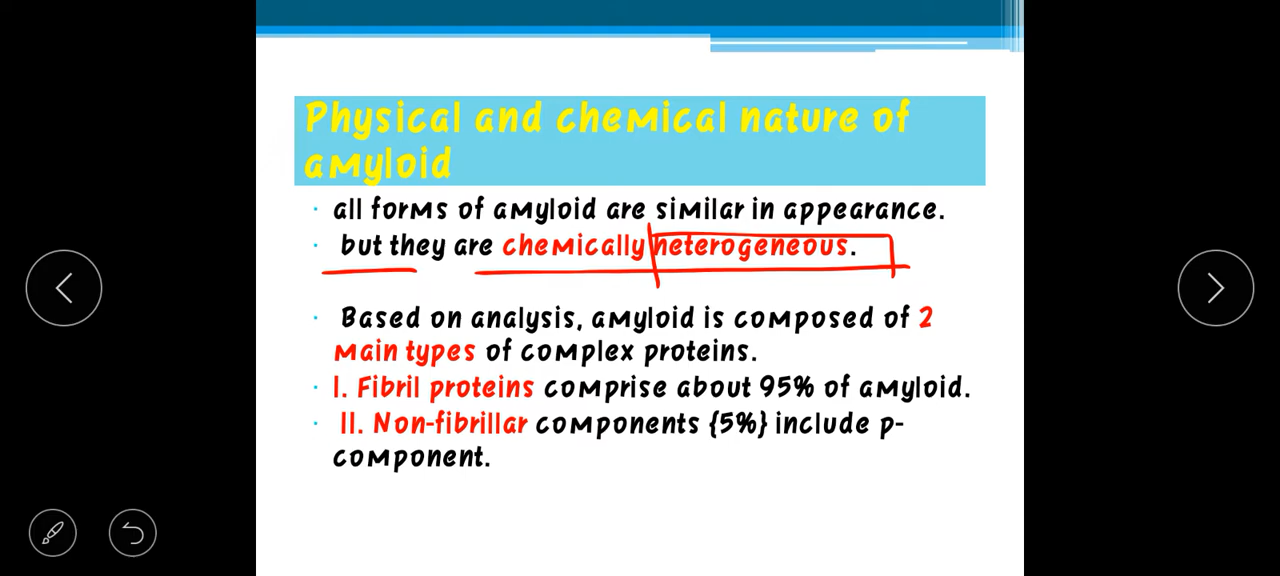 Physical and chemical nature of
amyloid
· all forms of amyloid are similar in appearance.
· but they are chemically heterogeneous.
· Based on analysis, amyloid is composed of 2
main types of complex proteins.
· I. Fibril proteins comprise about 95% of amyloid.
· II. Non-fibrillar components {5%} include p-
component.